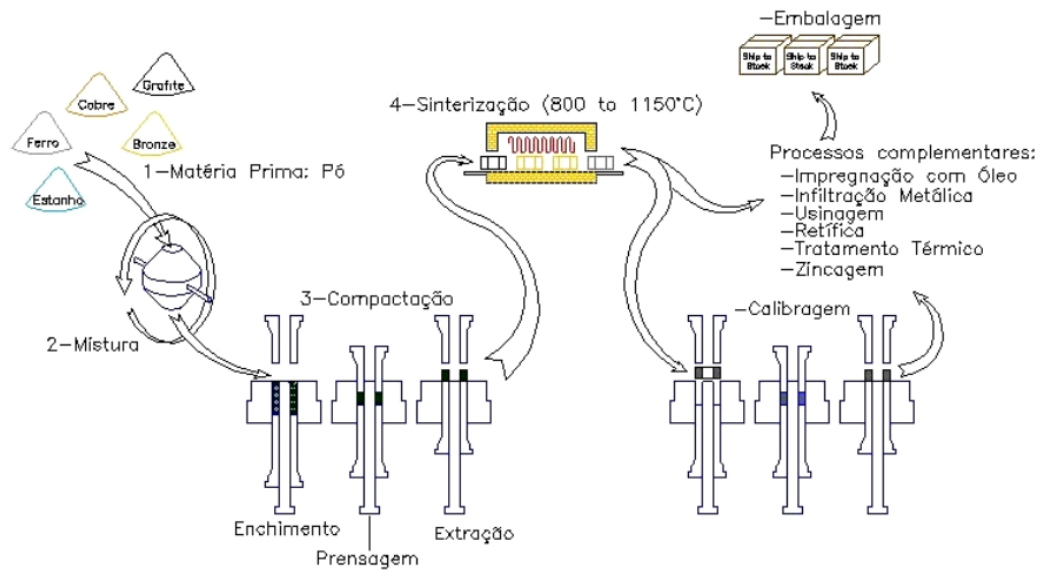 -Embalagem
Ship to Stock
Ship to Stock
Ship to Stock
Grafite
Cobre
Ferro
Bronze
Estanho
1-Matéria Prima: Pó
2-Mistura
3-Compactação
Enchimento
Prensagem
Extração
4-Sinterização (800 to 1150°C)
-Calibragem
Processos complementares:
-Impregnação com Óleo
-Infiltração Metálica
-Usinagem
-Retífica
-Tratamento Térmico
-Zincagem